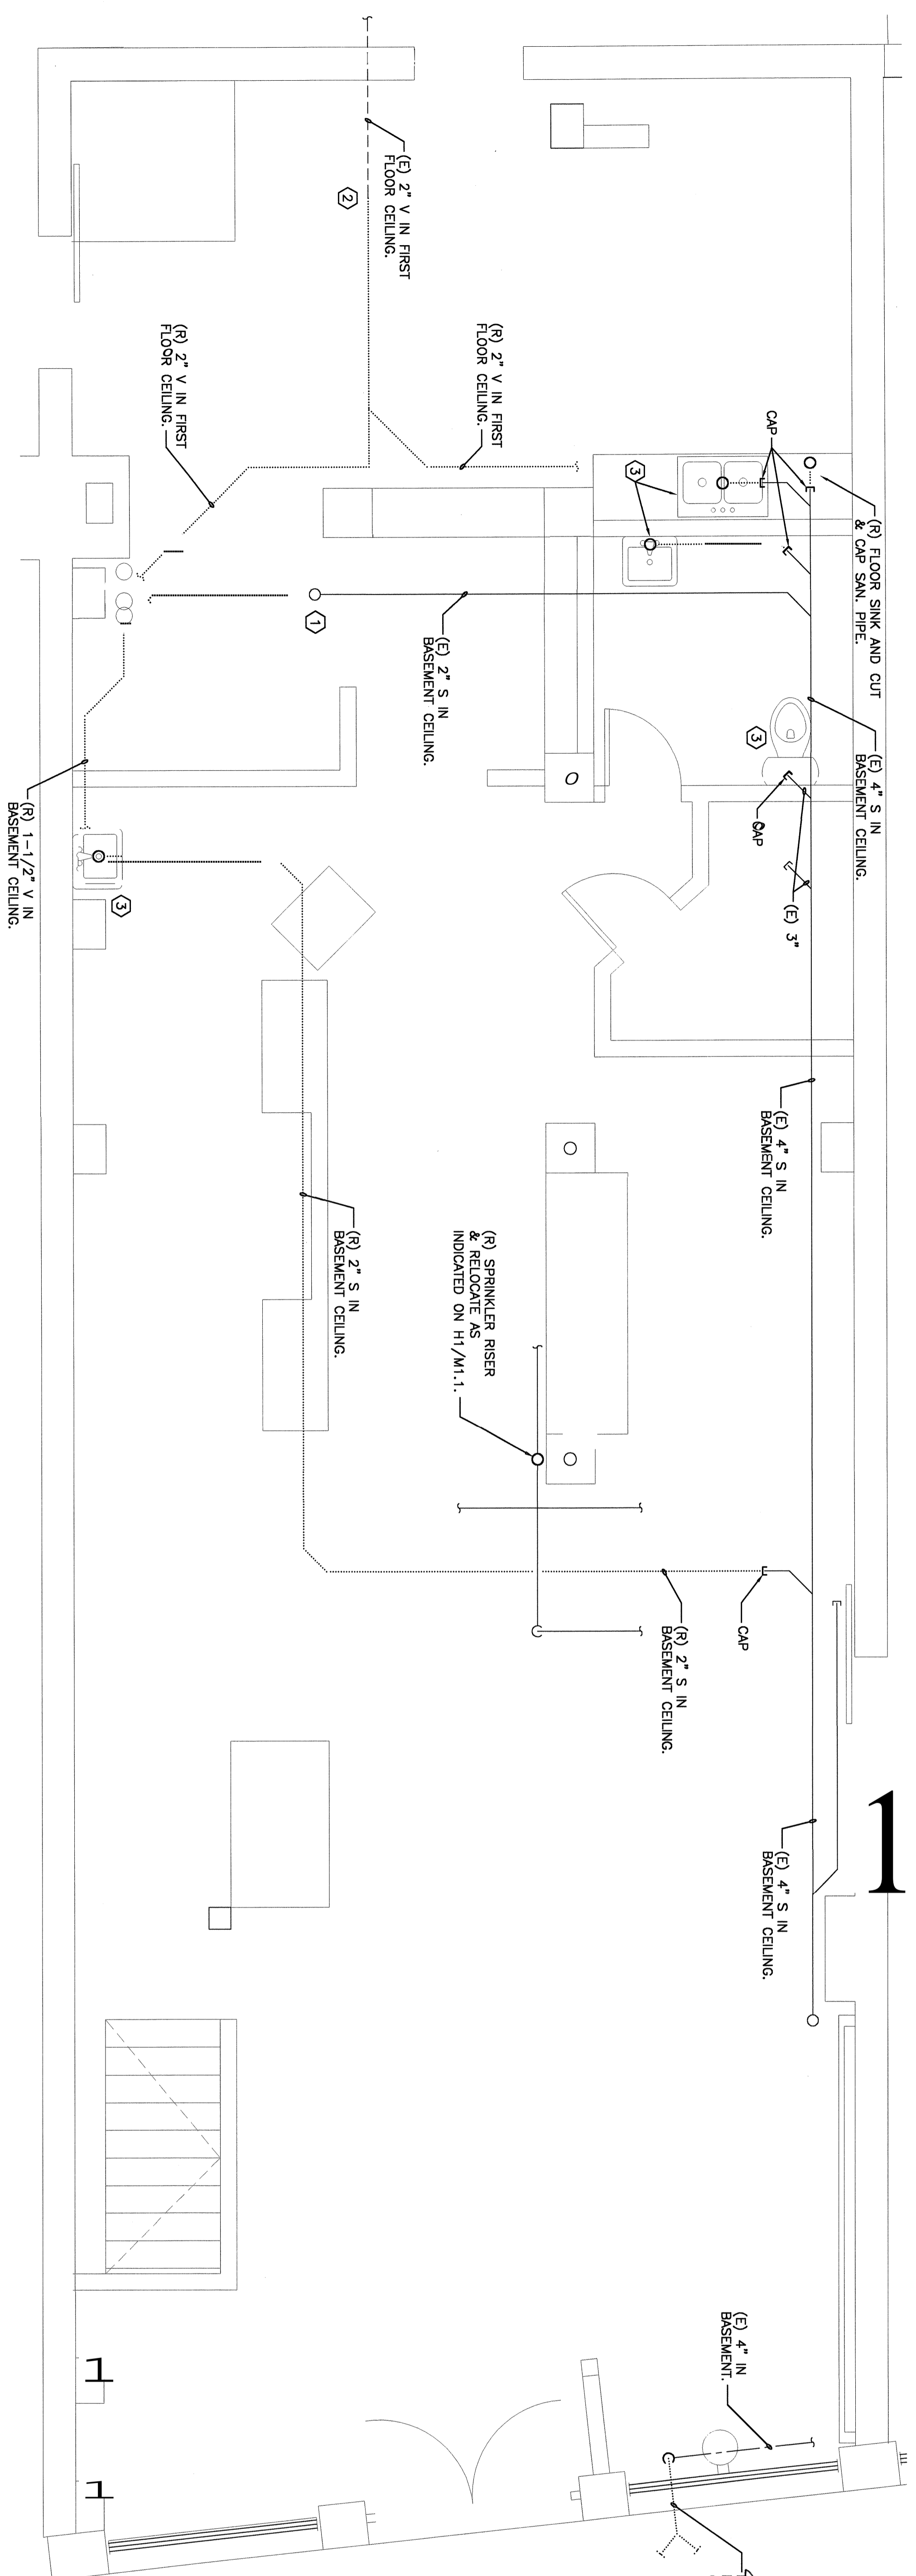 (E) 2" V IN FIRST
FLOOR CEILING.
2
(R) 2" V IN FIRST
FLOOR CEILING.
(R) 2" V IN FIRST
FLOOR CEILING.
CAP
3
(R) FLOOR SINK AND CUT
& CAP SAN. PIPE.
1
(E) 2" S IN
BASEMENT CEILING.
3
(E) 4" S IN
BASEMENT CEILING.
CAP
(E) 3"
(R) 1-1/2" V IN
BASEMENT CEILING.
3
(E) 4" S IN
BASEMENT CEILING.
(R) 2" S IN
BASEMENT CEILING.
(R) SPRINKLER RISER
& RELOCATE AS
INDICATED ON H1/M1.1.
CAP
(R) 2" S IN
BASEMENT CEILING.
1
(E) 4" S IN
BASEMENT CEILING.
(E) 4" IN
BASEMENT.
1
1